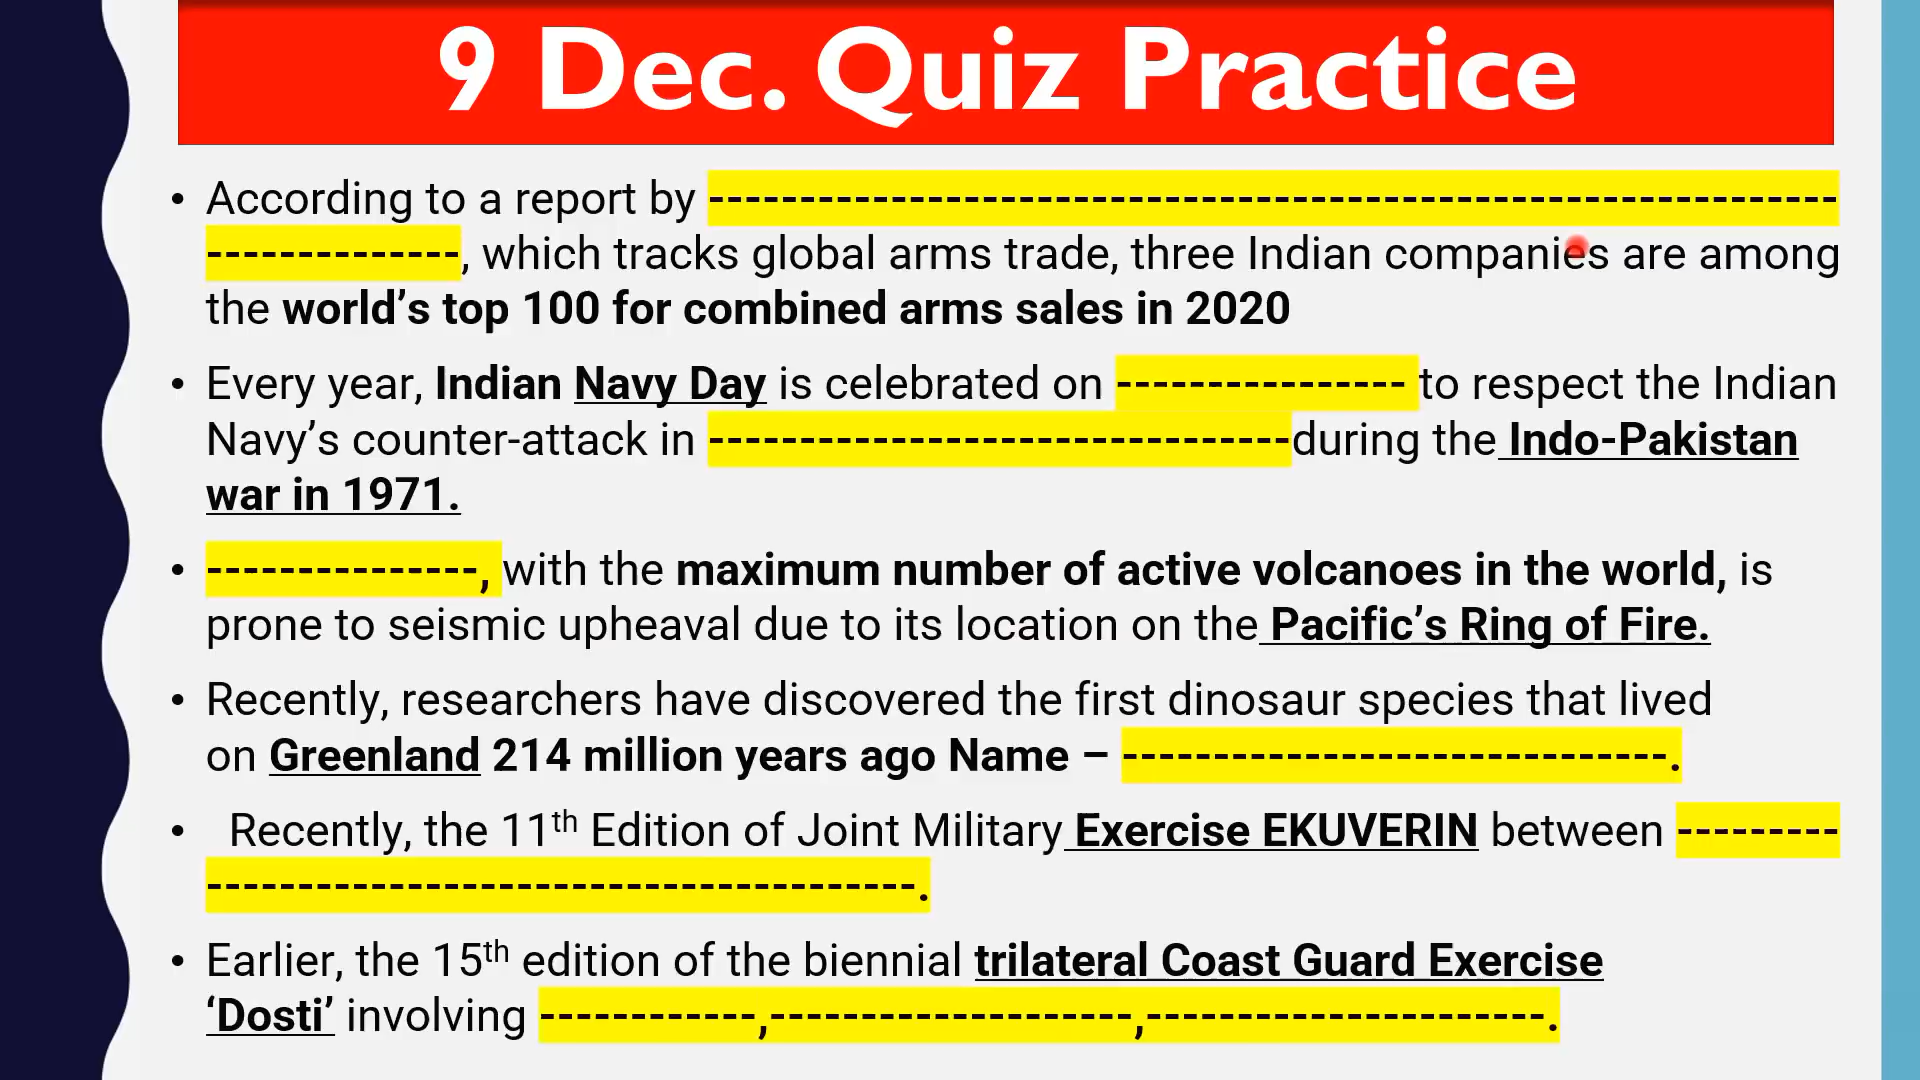 9 Dec. Quiz Practice
• According to a report by --------------------------------------------------------------
--------------, which tracks global arms trade, three Indian companies are among
the world’s top 100 for combined arms sales in 2020
• Every year, Indian Navy Day is celebrated on ---------------- to respect the Indian
Navy’s counter-attack in --------------------------------during the Indo-Pakistan
war in 1971.
• ---------------, with the maximum number of active volcanoes in the world, is
prone to seismic upheaval due to its location on the Pacific’s Ring of Fire.
• Recently, researchers have discovered the first dinosaur species that lived
on Greenland 214 million years ago Name – ------------------------------.
• Recently, the 11th Edition of Joint Military Exercise EKUVERIN between ---------
---------------------------------------.
• Earlier, the 15th edition of the biennial trilateral Coast Guard Exercise
‘Dosti’ involving ------------,--------------------,----------------------.